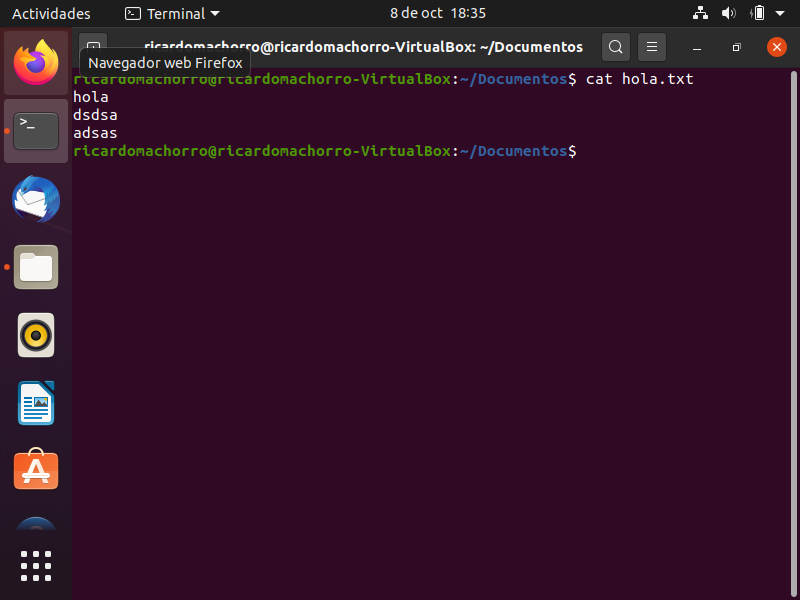 Actividades Terminal 8 de oct 18:35
ricardomachorro@ricardomachorro-VirtualBox: ~/Documentos
Navegador web Firefox
ricardomachorro@ricardomachorro-VirtualBox:~/Documentos$ cat hola.txt
hola
dsdsa
adsas
ricardomachorro@ricardomachorro-VirtualBox:~/Documentos$